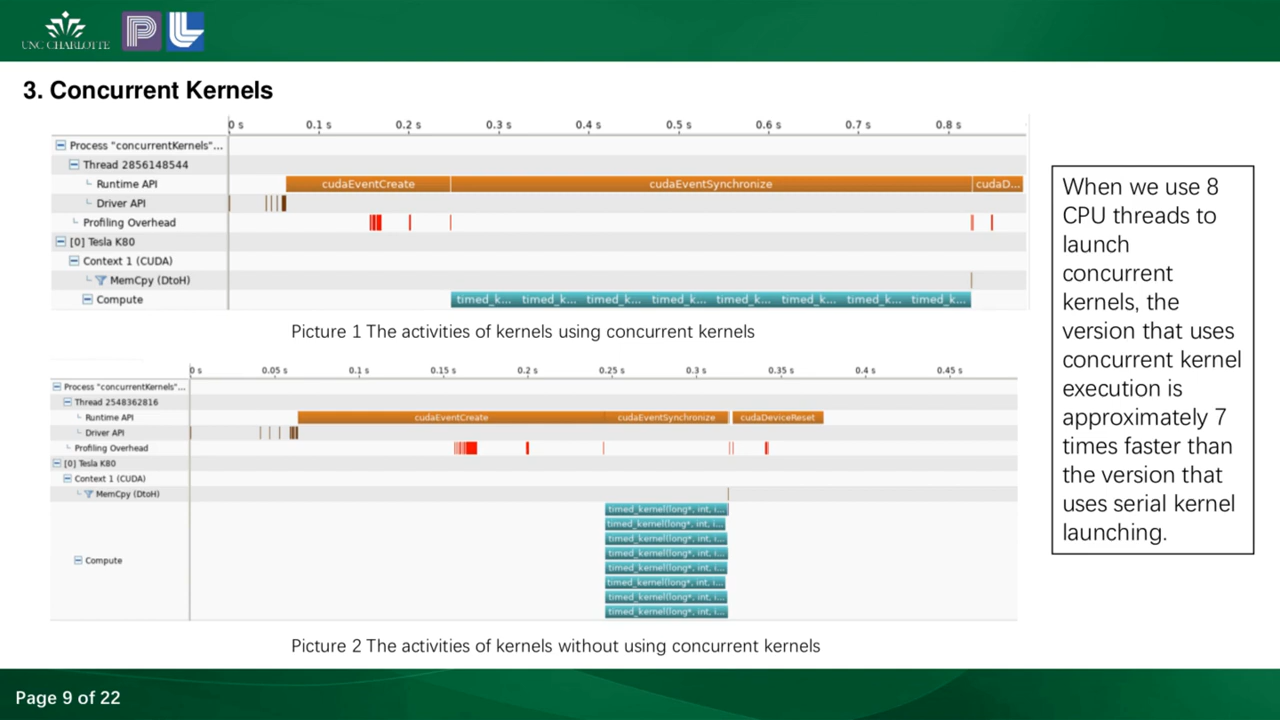 UNC CHARLOTTE
3. Concurrent Kernels
0 s 0.1 s 0.2 s 0.3 s 0.4 s 0.5 s 0.6 s 0.7 s 0.8 s
Process "concurrentKernels"...
Thread 2856148544
Runtime API cudaEventCreate cudaEventSynchronize cudaD...
Driver API
Profiling Overhead
[0] Tesla K80
Context 1 (CUDA)
MemCpy (DtoH)
Compute timed_k... timed_k... timed_k... timed_k... timed_k... timed_k... timed_k... timed_k...
Picture 1 The activities of kernels using concurrent kernels
0 s 0.05 s 0.1 s 0.15 s 0.2 s 0.25 s 0.3 s 0.35 s 0.4 s 0.45 s
Process "concurrentKernels"...
Thread 2548362816
Runtime API cudaEventCreate cudaEventSynchronize cudaDeviceReset
Driver API
Profiling Overhead
[0] Tesla K80
Context 1 (CUDA)
MemCpy (DtoH)
timed_kernel(long*, int, i...
timed_kernel(long*, int, i...
timed_kernel(long*, int, i...
timed_kernel(long*, int, i...
Compute
timed_kernel(long*, int, i...
timed_kernel(long*, int, i...
timed_kernel(long*, int, i...
timed_kernel(long*, int, i...
Picture 2 The activities of kernels without using concurrent kernels
When we use 8
CPU threads to
launch
concurrent
kernels, the
version that uses
concurrent kernel
execution is
approximately 7
times faster than
the version that
uses serial kernel
launching.
Page 9 of 22